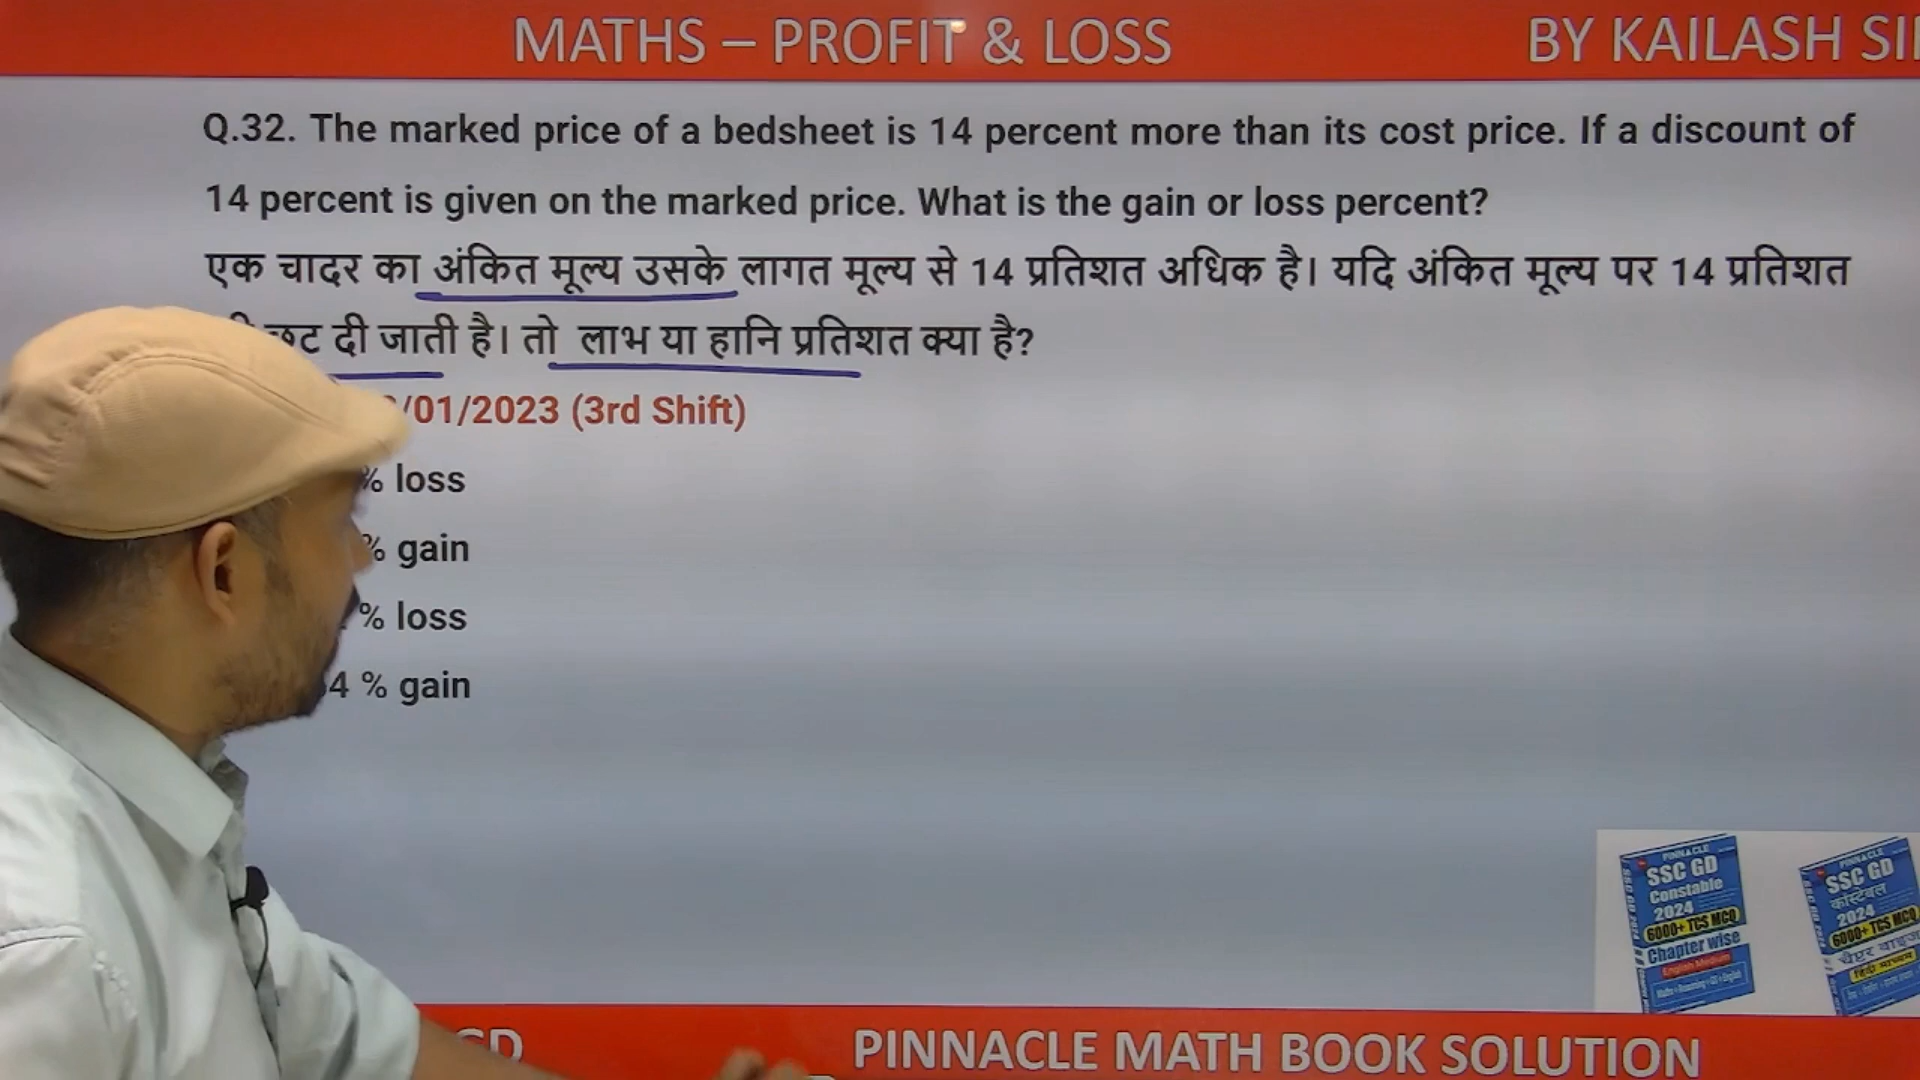 MATHS – PROFIT & LOSS
BY KAILASH
Q.32. The marked price of a bedsheet is 14 percent more than its cost price. If a discount of
14 percent is given on the marked price. What is the gain or loss percent?
एक चादर का अंकित मूल्य उसके लागत मूल्य से 14 प्रतिशत अधिक है। यदि अंकित मूल्य पर 14 प्रतिशत
दी जाती है। तो लाभ या हानि प्रतिशत क्या है?
/01/2023 (3rd Shift)
% loss
% gain
% loss
4 % gain
PINNACLE
SSC GD
Constable
2024
6000+ TCS MCQ
Chapter wise
English Medium
PINNACLE
SSC GD
कांस्टेबल
2024
6000+ TCS MCQ
हिंदी माध्यम
GD
PINNACLE MATH BOOK SOLUTION